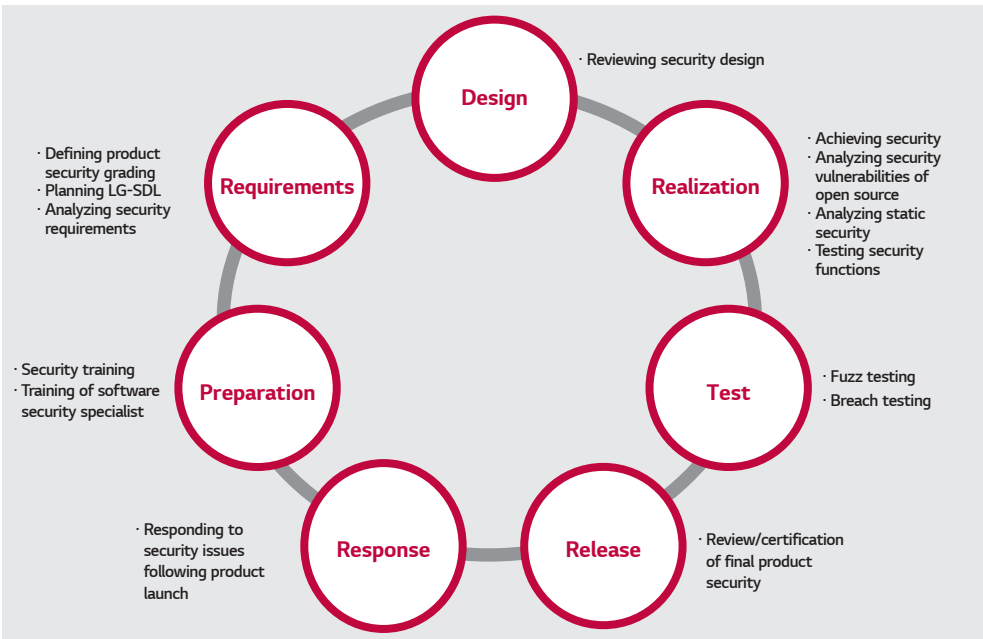 Design
· Reviewing security design
Requirements
· Defining product
security grading
· Planning LG-SDL
· Analyzing security
requirements
Realization
· Achieving security
· Analyzing security
vulnerabilities of
open source
· Analyzing static
security
· Testing security
functions
Preparation
· Security training
· Training of software
security specialist
Test
· Fuzz testing
· Breach testing
Response
· Responding to
security issues
following product
launch
Release
· Review/certification
of final product
security